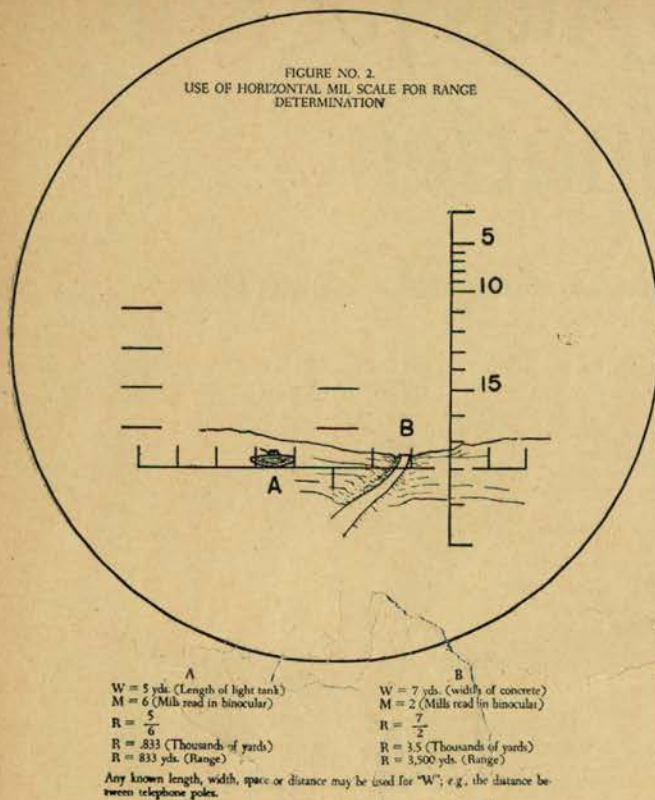 FIGURE NO. 2.
USE OF HORIZONTAL MIL SCALE FOR RANGE
DETERMINATION
5
10
15
B
A
A
W = 5 yds. (Length of light tank)
M = 6 (Mils read in binocular)
R = 5/6
R = .833 (Thousands of yards)
R = 833 yds. (Range)
B
W = 7 yds. (width of concrete)
M = 2 (Mills read in binocular)
R = 7/2
R = 3.5 (Thousands of yards)
R = 3,500 yds. (Range)
Any known length, width, space or distance may be used for "W"; e.g., the distance be-
tween telephone poles.